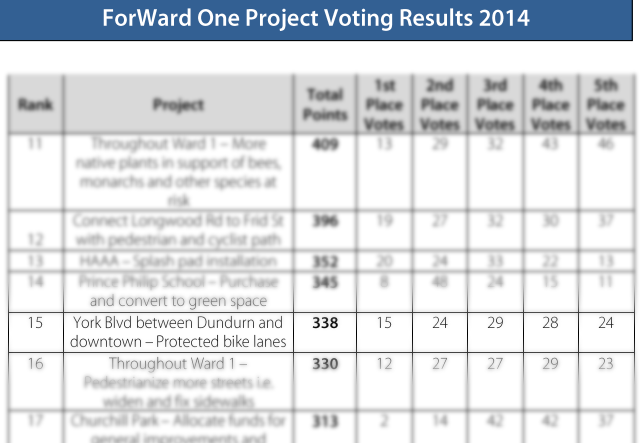 ForWard One Project Voting Results 2014
Rank Project Total Points 1st Place Votes 2nd Place Votes 3rd Place Votes 4th Place Votes 5th Place Votes
11 Throughout Ward 1 – More 409 13 29 32 43 46
native plants in support of bees,
monarchs and other species at
risk
Connect Longwood Rd to Frid St 396 19 27 32 30 37
12 with pedestrian and cyclist path
13 HAAA – Splash pad installation 352 20 24 33 22 13
14 Prince Philip School – Purchase 345 8 48 24 15 11
and convert to green space
15 York Blvd between Dundurn and 338 15 24 29 28 24
downtown – Protected bike lanes
16 Throughout Ward 1 – 330 12 27 27 29 23
Pedestrianize more streets i.e.
widen and fix sidewalks
17 Churchill Park – Allocate funds for 313 2 14 42 42 37
general improvements and